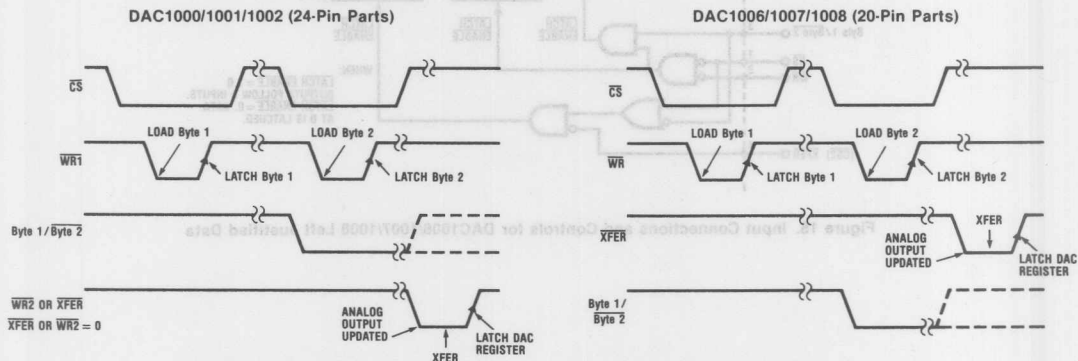 DAC1000/1001/1002 (24-Pin Parts)
CS
LOAD Byte 1
LOAD Byte 2
WR1
LATCH Byte 1
LATCH Byte 2
Byte 1/Byte 2
WR2 OR XFER
XFER OR WR2 = 0
ANALOG
OUTPUT
UPDATED
XFER
LATCH DAC
REGISTER
DAC1006/1007/1008 (20-Pin Parts)
CS
LOAD Byte 1
LOAD Byte 2
WR
LATCH Byte 1
LATCH Byte 2
XFER
ANALOG
OUTPUT
UPDATED
XFER
LATCH DAC
REGISTER
Byte 1/
Byte 2
Figure 18. Input Connections and Controls for DAC1006/1007/1008 Left Justified Data